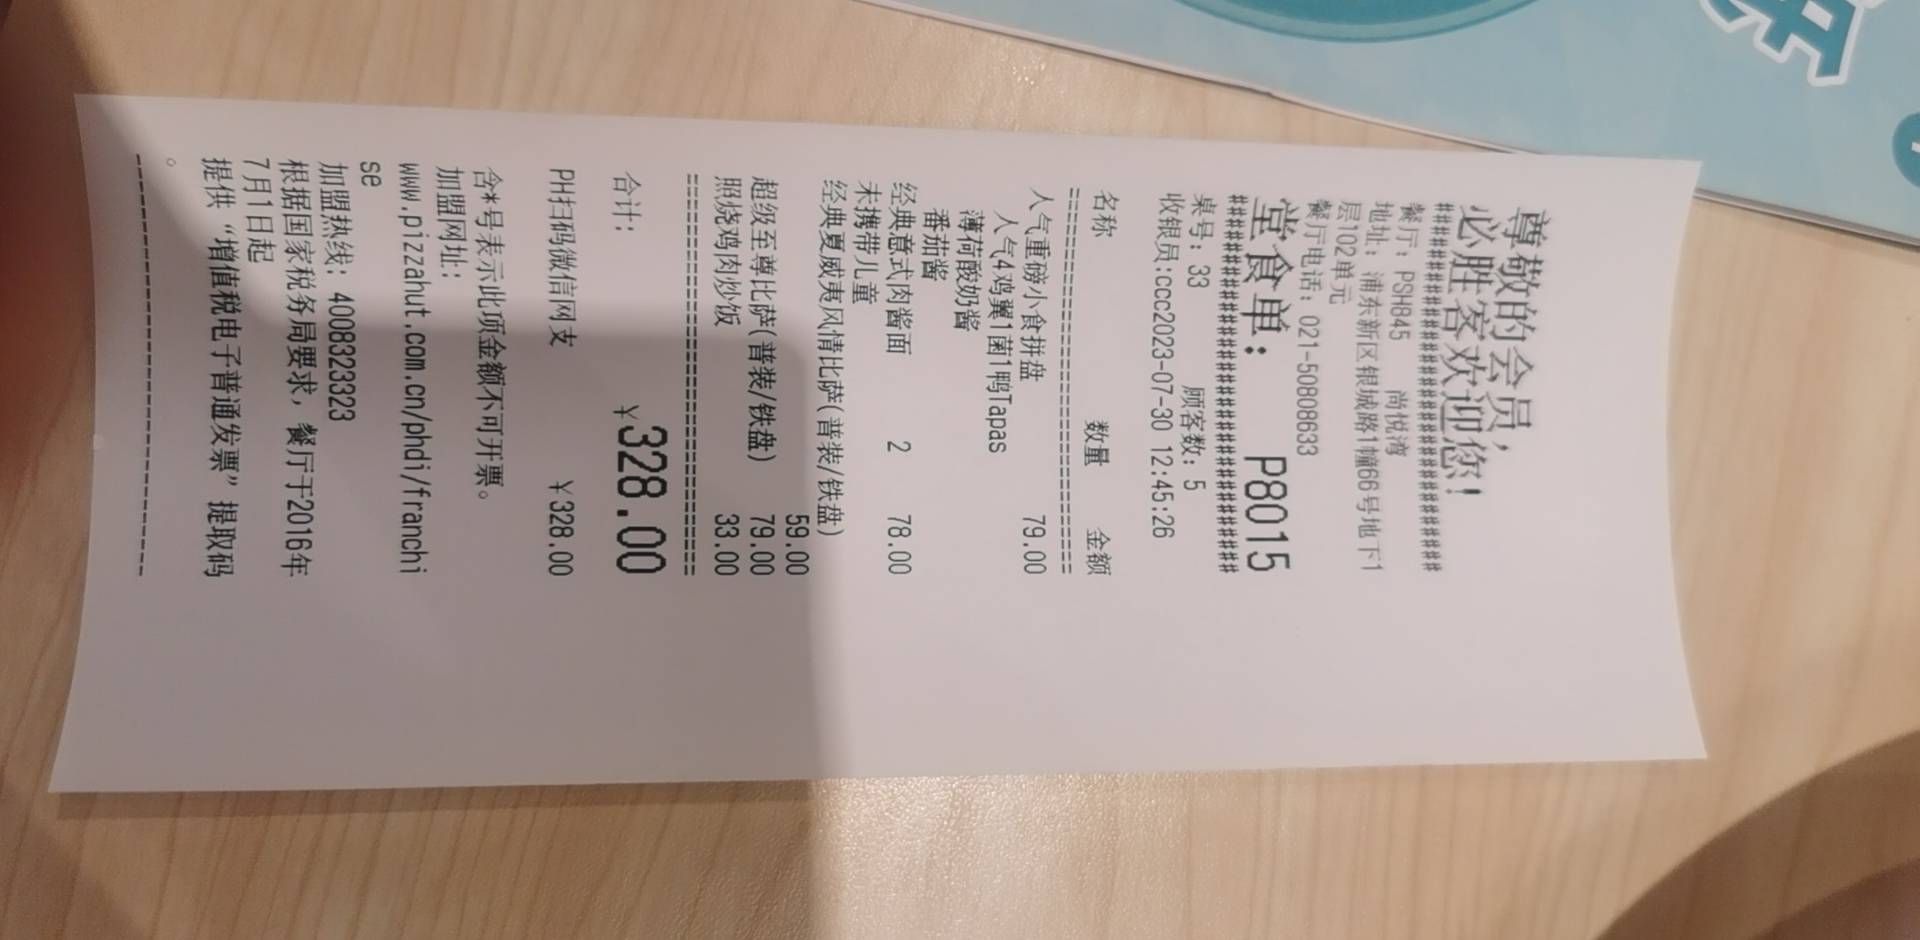 尊敬的会员，
必胜客欢迎您！
##################################
餐厅：PSH845 尚悦湾
地址：浦东新区银城路1幢66号地下1
层102单元
餐厅电话：021-50808633
堂食单： P8015
##################################
桌号：33 顾客数：5
收银员:ccc2023-07-30 12:45:26
名称 数量 金额
==================================
人气重磅小食拼盘 79.00
人气4鸡翼1菌1鸭Tapas
薄荷酸奶酱
番茄酱
经典意式肉酱面 2 78.00
未携带儿童
经典夏威夷风情比萨(普装/铁盘)
59.00
超级至尊比萨(普装/铁盘) 79.00
照烧鸡肉炒饭 33.00
==================================
合计： ￥328.00
PH扫码微信网支 ￥328.00
含*号表示此项金额不可开票。
加盟网址：
www.pizzahut.com.cn/phdi/franchi
se
加盟热线：4008323323
根据国家税务局要求，餐厅于2016年
7月1日起
提供“增值税电子普通发票”提取码
。
----------------------------------